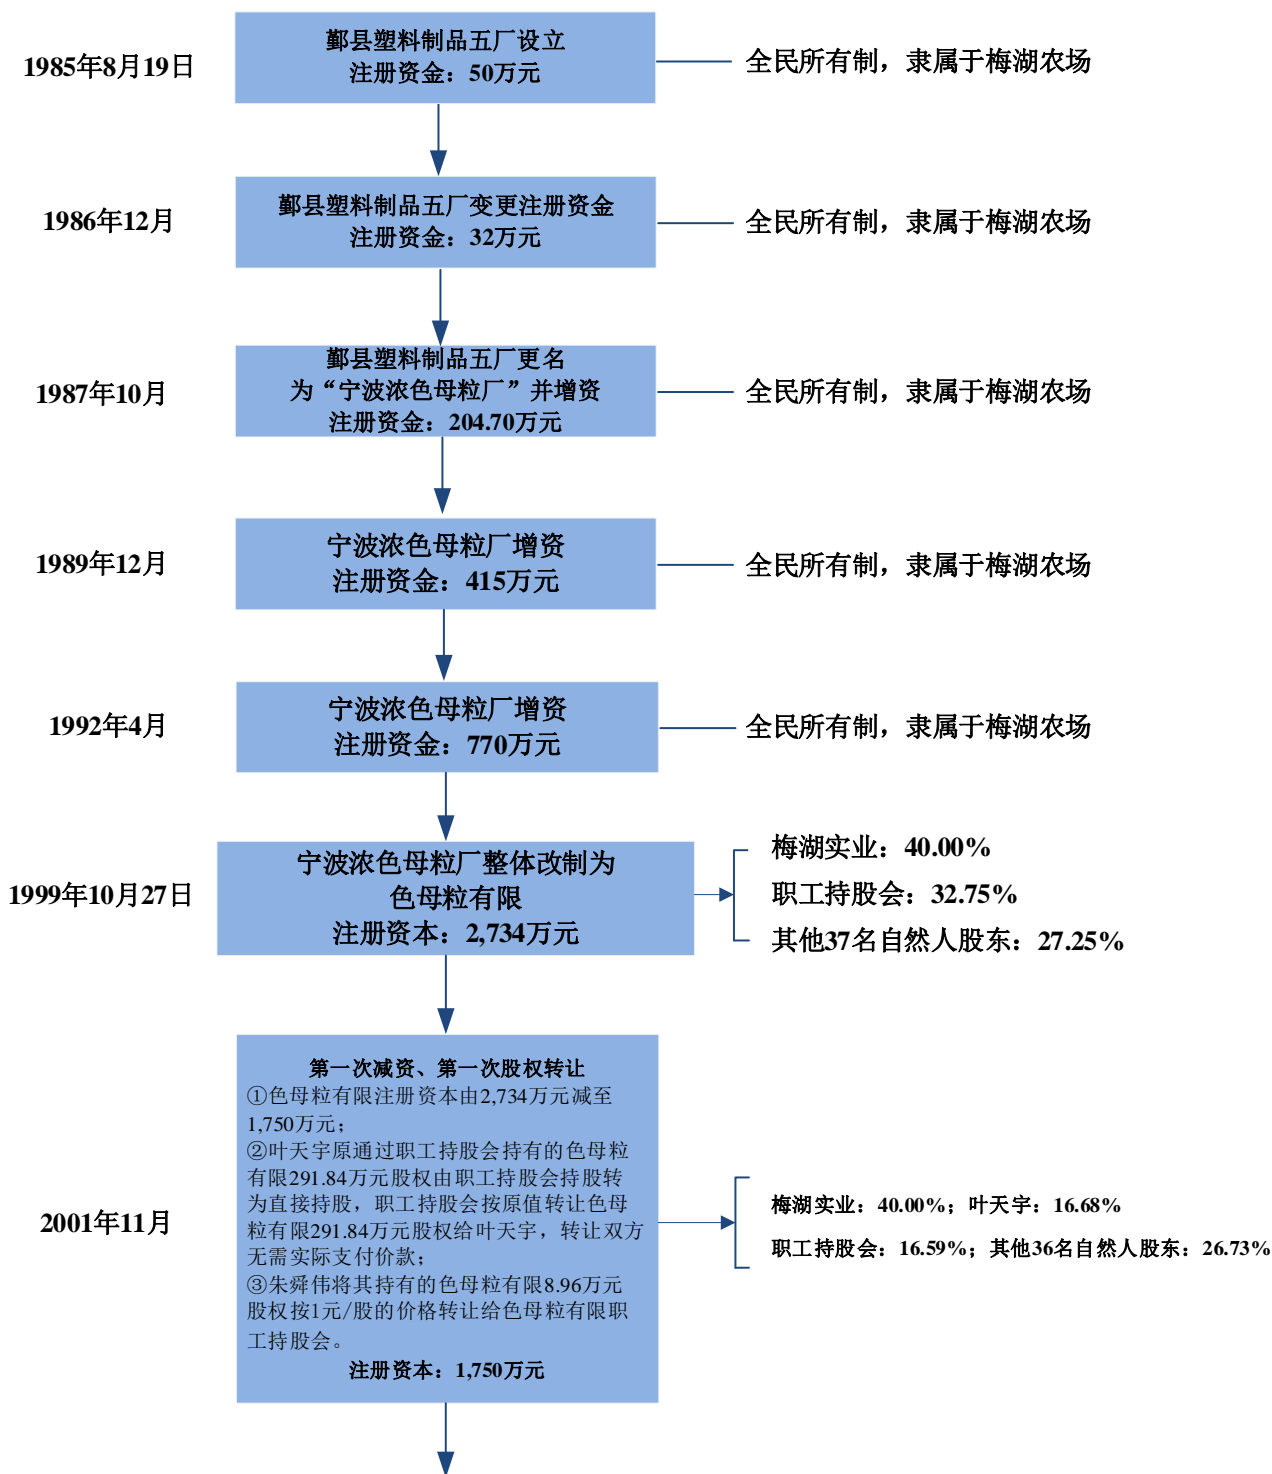 1985年8月19日
鄞县塑料制品五厂设立
注册资金：50万元
全民所有制，隶属于梅湖农场
1986年12月
鄞县塑料制品五厂变更注册资金
注册资金：32万元
全民所有制，隶属于梅湖农场
1987年10月
鄞县塑料制品五厂更名
为“宁波浓色母粒厂”并增资
注册资金：204.70万元
全民所有制，隶属于梅湖农场
1989年12月
宁波浓色母粒厂增资
注册资金：415万元
全民所有制，隶属于梅湖农场
1992年4月
宁波浓色母粒厂增资
注册资金：770万元
全民所有制，隶属于梅湖农场
1999年10月27日
宁波浓色母粒厂整体改制为
色母粒有限
注册资本：2,734万元
梅湖实业：40.00%
职工持股会：32.75%
其他37名自然人股东：27.25%
2001年11月
第一次减资、第一次股权转让
①色母粒有限注册资本由2,734万元减至
1,750万元；
②叶天宇原通过职工持股会持有的色母粒
有限291.84万元股权由职工持股会持股转
为直接持股，职工持股会按原值转让色母
粒有限291.84万元股权给叶天宇，转让双方
无需实际支付价款；
③朱舜伟将其持有的色母粒有限8.96万元
股权按1元/股的价格转让给色母粒有限职
工持股会。
注册资本：1,750万元
梅湖实业：40.00%；叶天宇：16.68%
职工持股会：16.59%；其他36名自然人股东：26.73%